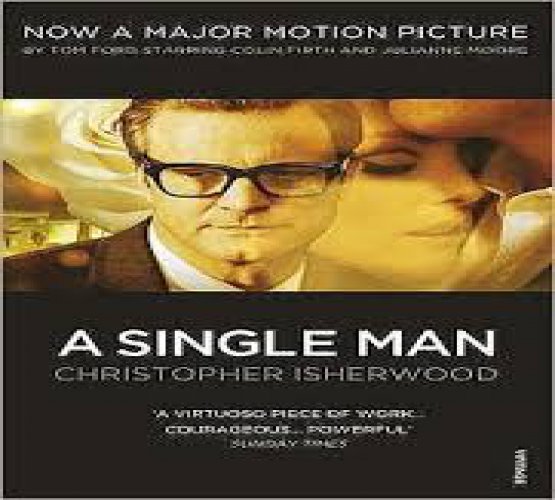 NOW A MAJOR MOTION PICTURE
BY TOM FORD STARRING COLIN FIRTH AND JULIANNE MOORE
A SINGLE MAN
CHRISTOPHER ISHERWOOD
'A VIRTUOSO PIECE OF WORK...
COURAGEOUS... POWERFUL'
SUNDAY TIMES
VINTAGE